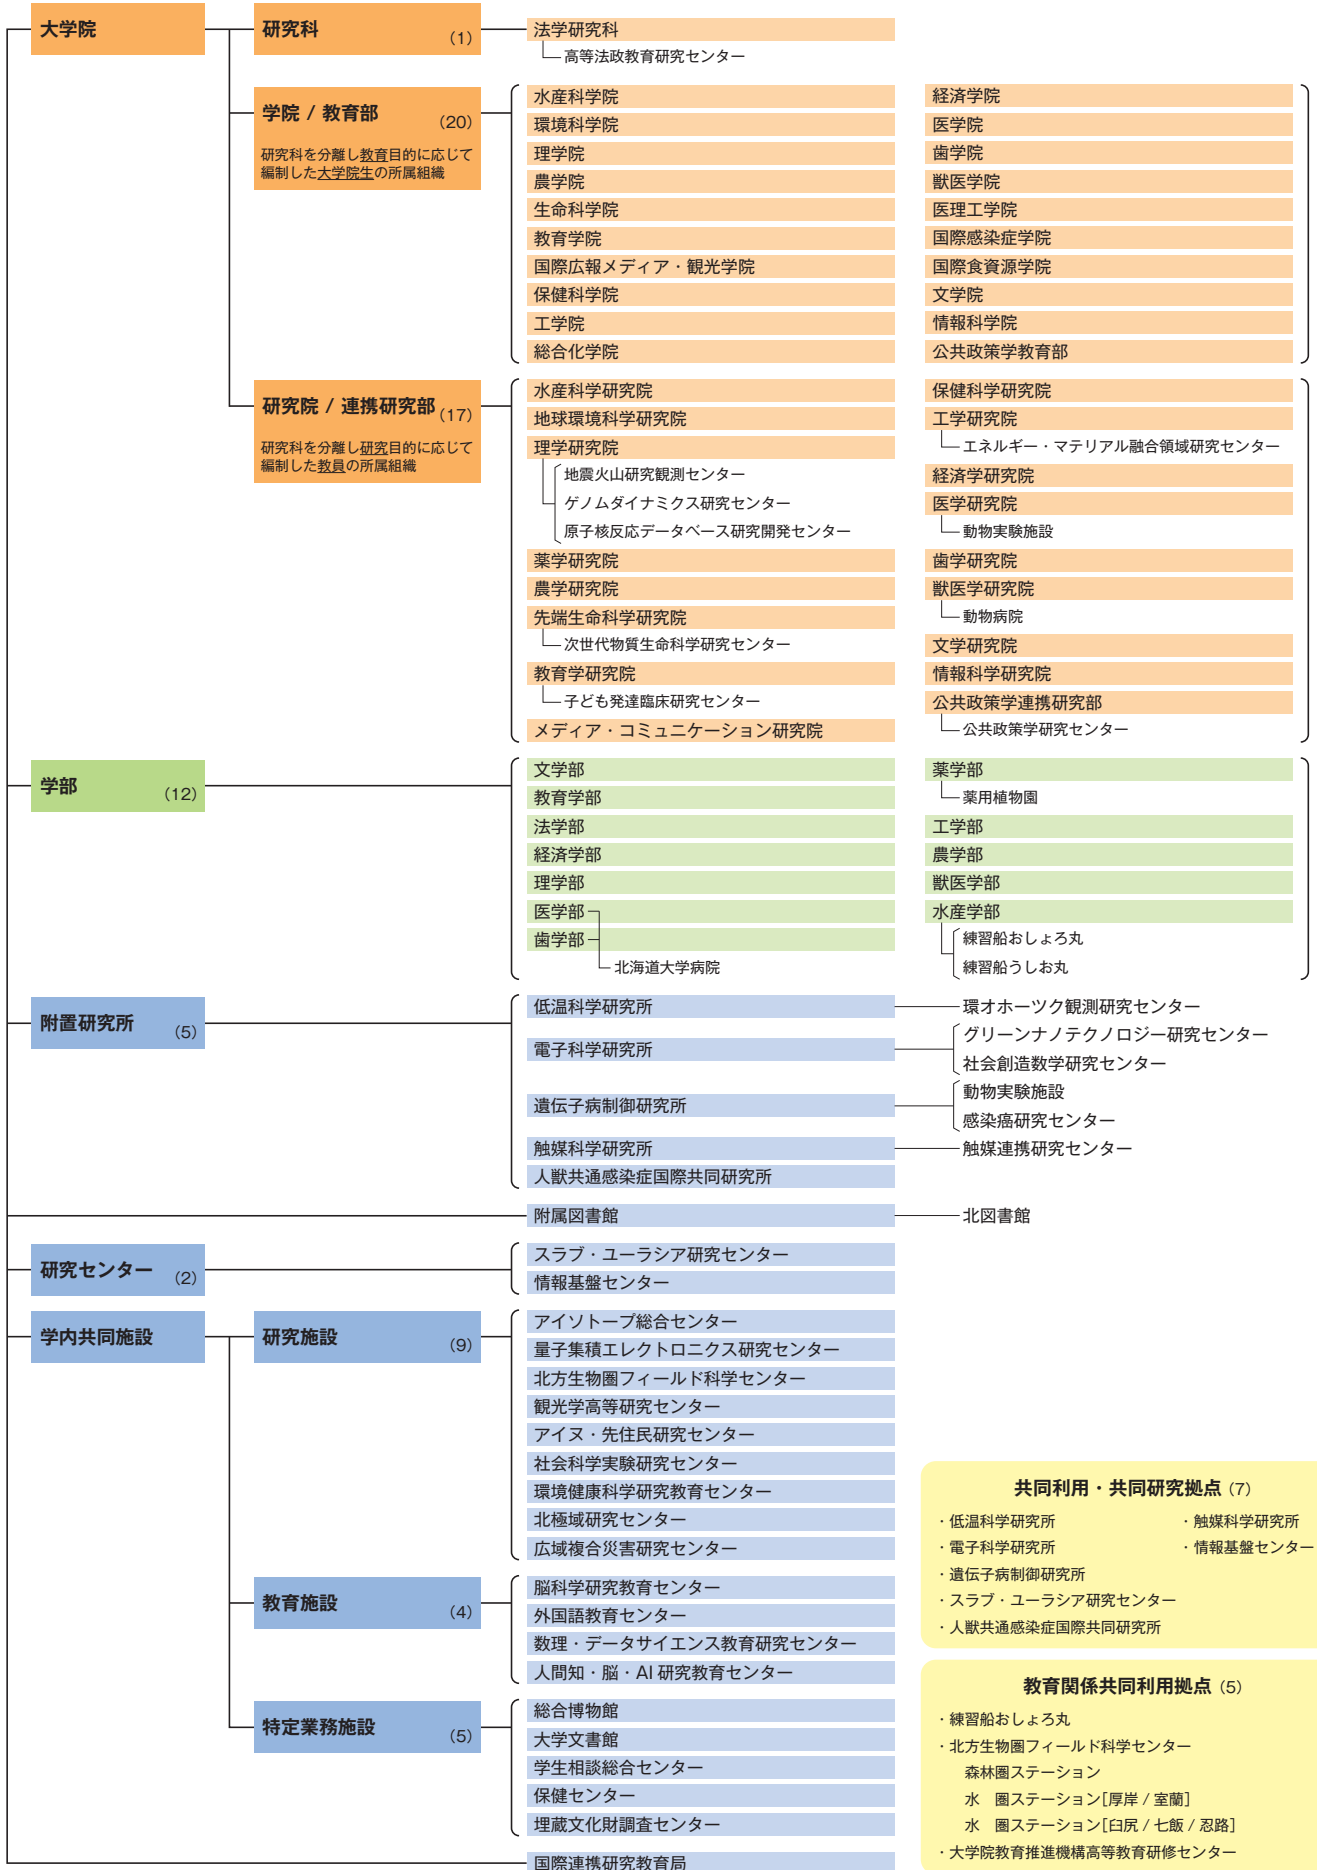 大学院
研究科 (1)
法学研究科
高等法政教育研究センター
学院 / 教育部 (20)
研究科を分離し教育目的に応じて
編制した大学院生の所属組織
水産科学院
環境科学院
理学院
農学院
生命科学院
教育学院
国際広報メディア・観光学院
保健科学院
工学院
総合化学院
経済学院
医学院
歯学院
獣医学院
医理工学院
国際感染症学院
国際食資源学院
文学院
情報科学院
公共政策学教育部
研究院 / 連携研究部 (17)
研究科を分離し研究目的に応じて
編制した教員の所属組織
水産科学研究院
地球環境科学研究院
理学研究院
地震火山研究観測センター
ゲノムダイナミクス研究センター
原子核反応データベース研究開発センター
薬学研究院
農学研究院
先端生命科学研究院
次世代物質生命科学研究センター
教育学研究院
子ども発達臨床研究センター
メディア・コミュニケーション研究院
保健科学研究院
工学研究院
エネルギー・マテリアル融合領域研究センター
経済学研究院
医学研究院
動物実験施設
歯学研究院
獣医学研究院
動物病院
文学研究院
情報科学研究院
公共政策学連携研究部
公共政策学研究センター
学部 (12)
文学部
教育学部
法学部
経済学部
理学部
医学部
歯学部
北海道大学病院
薬学部
薬用植物園
工学部
農学部
獣医学部
水産学部
練習船おしょろ丸
練習船うしお丸
附置研究所 (5)
低温科学研究所
環オホーツク観測研究センター
電子科学研究所
グリーンナノテクノロジー研究センター
社会創造数学研究センター
遺伝子病制御研究所
動物実験施設
感染癌研究センター
触媒科学研究所
触媒連携研究センター
人獣共通感染症国際共同研究所
附属図書館
北図書館
研究センター (2)
スラブ・ユーラシア研究センター
情報基盤センター
学内共同施設
研究施設 (9)
アイソトープ総合センター
量子集積エレクトロニクス研究センター
北方生物圏フィールド科学センター
観光学高等研究センター
アイヌ・先住民研究センター
社会科学実験研究センター
環境健康科学研究教育センター
北極域研究センター
広域複合災害研究センター
教育施設 (4)
脳科学研究教育センター
外国語教育センター
数理・データサイエンス教育研究センター
人間知・脳・AI 研究教育センター
特定業務施設 (5)
総合博物館
大学文書館
学生相談総合センター
保健センター
埋蔵文化財調査センター
国際連携研究教育局
共同利用・共同研究拠点 (7)
・低温科学研究所
・電子科学研究所
・遺伝子病制御研究所
・スラブ・ユーラシア研究センター
・人獣共通感染症国際共同研究所
・触媒科学研究所
・情報基盤センター
教育関係共同利用拠点 (5)
・練習船おしょろ丸
・北方生物圏フィールド科学センター
森林圏ステーション
水　圏ステーション[厚岸 / 室蘭]
水　圏ステーション[臼尻 / 七飯 / 忍路]
・大学院教育推進機構高等教育研修センター